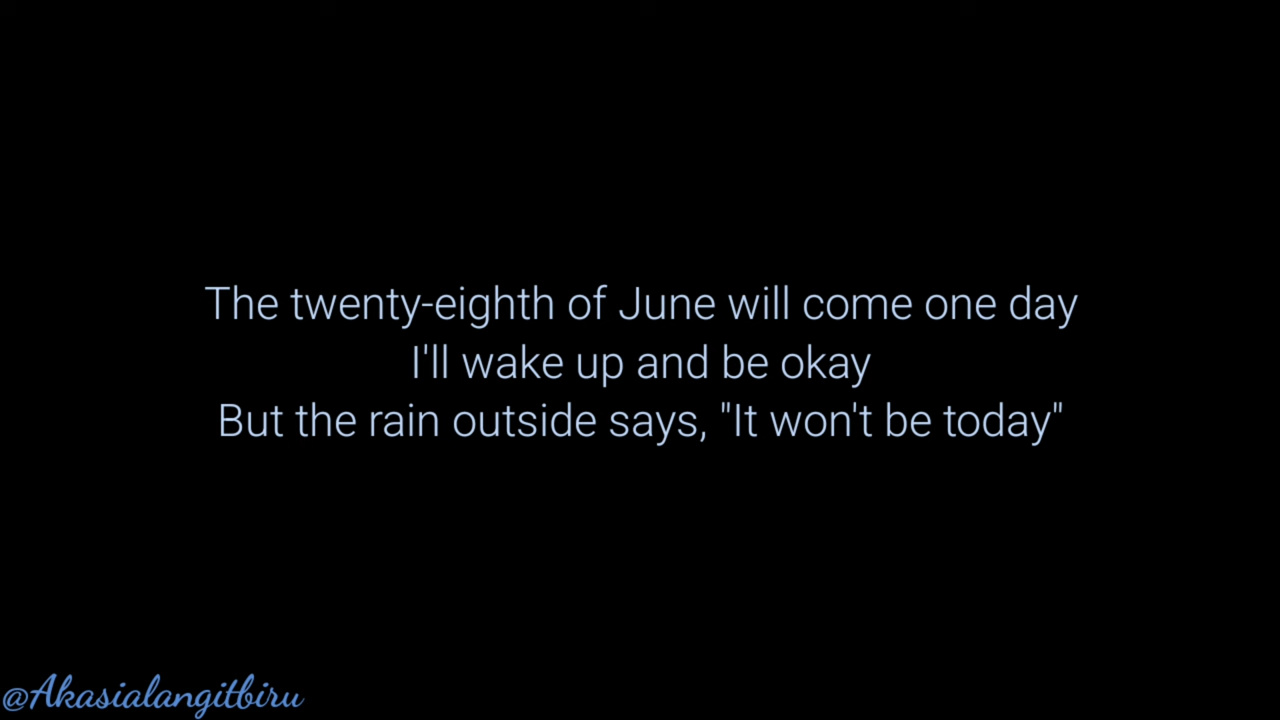 The twenty-eighth of June will come one day
I'll wake up and be okay
But the rain outside says, "It won't be today"
@Akasialangitbiru